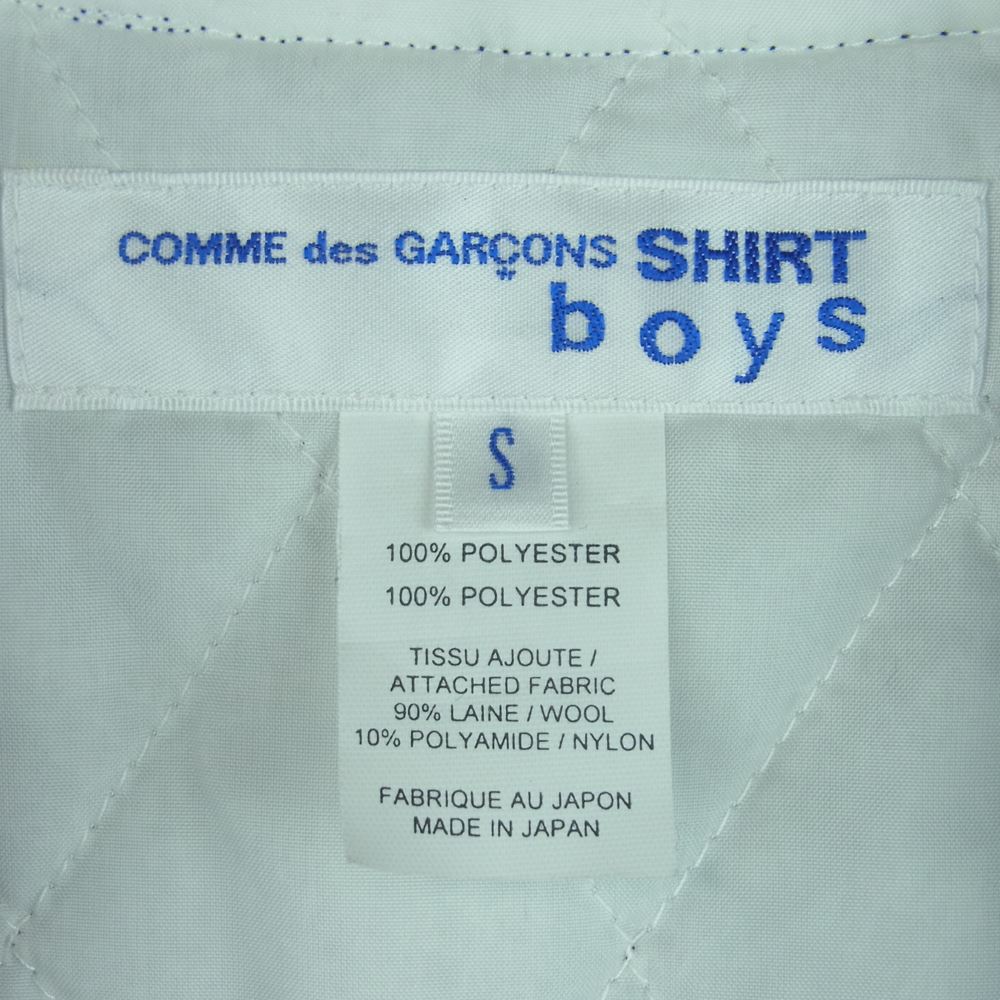 COMME des GARÇONS SHIRT
boys
S
100% POLYESTER
100% POLYESTER
TISSU AJOUTE /
ATTACHED FABRIC
90% LAINE / WOOL
10% POLYAMIDE / NYLON
FABRIQUE AU JAPON
MADE IN JAPAN